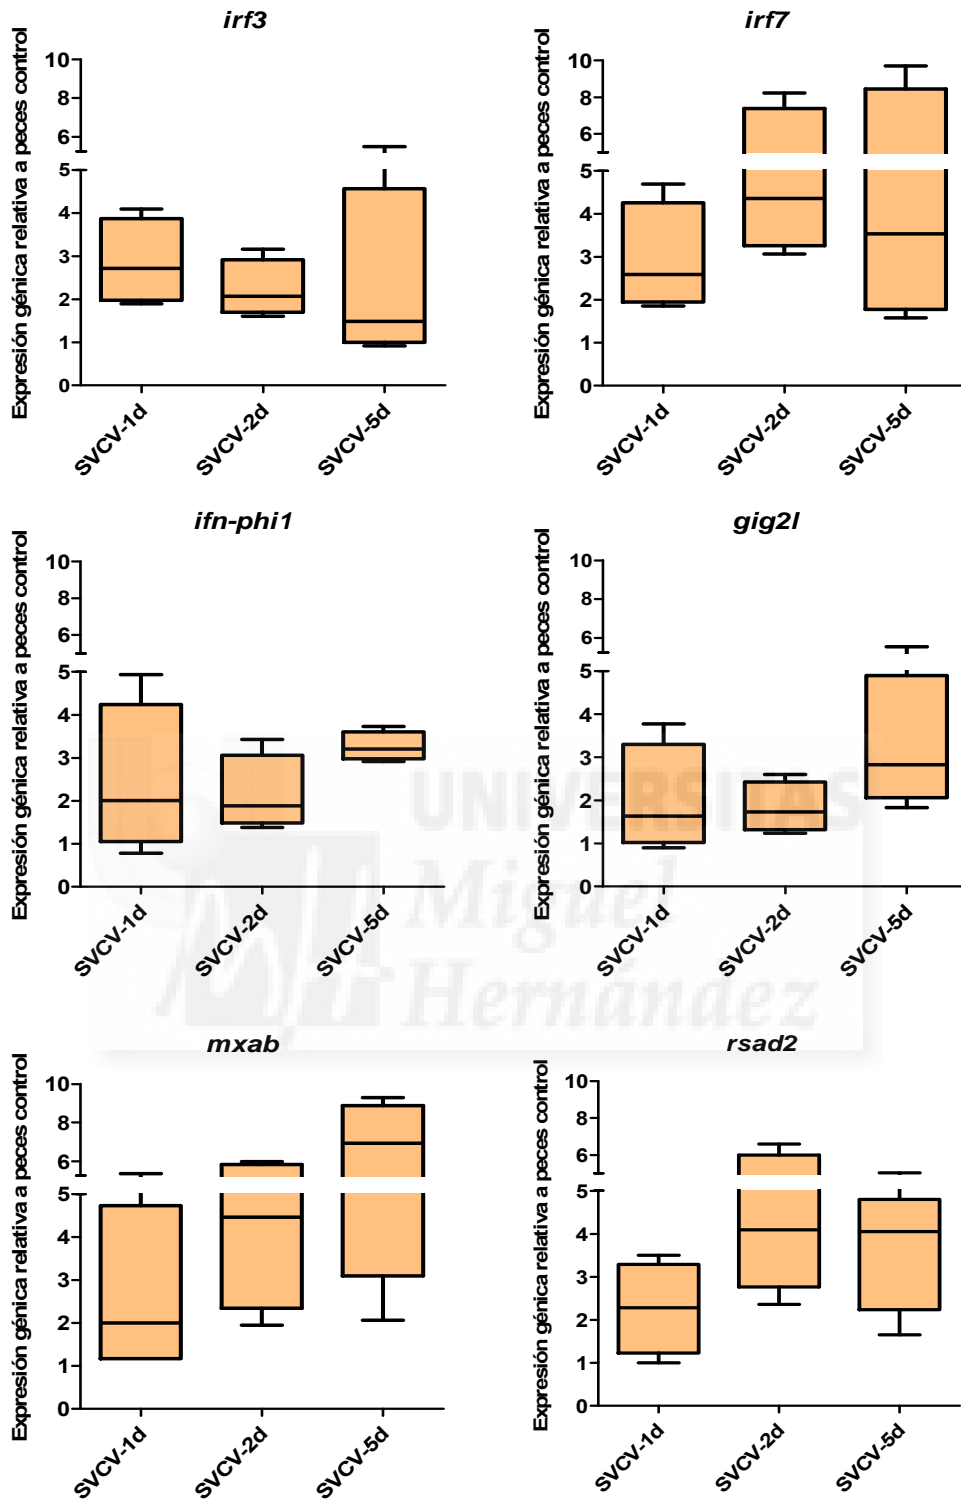 irf3
Expresión génica relativa a peces control
10
8
6
5
4
3
2
1
0
SVCV-1d
SVCV-2d
SVCV-5d
irf7
Expresión génica relativa a peces control
10
8
6
5
4
3
2
1
0
SVCV-1d
SVCV-2d
SVCV-5d
ifn-phi1
Expresión génica relativa a peces control
10
8
6
5
4
3
2
1
0
SVCV-1d
SVCV-2d
SVCV-5d
gig2l
Expresión génica relativa a peces control
10
8
6
5
4
3
2
1
0
SVCV-1d
SVCV-2d
SVCV-5d
UNIVERSITAS
Miguel
Hernández
mxab
Expresión génica relativa a peces control
10
8
6
5
4
3
2
1
0
SVCV-1d
SVCV-2d
SVCV-5d
rsad2
Expresión génica relativa a peces control
10
8
6
5
4
3
2
1
0
SVCV-1d
SVCV-2d
SVCV-5d